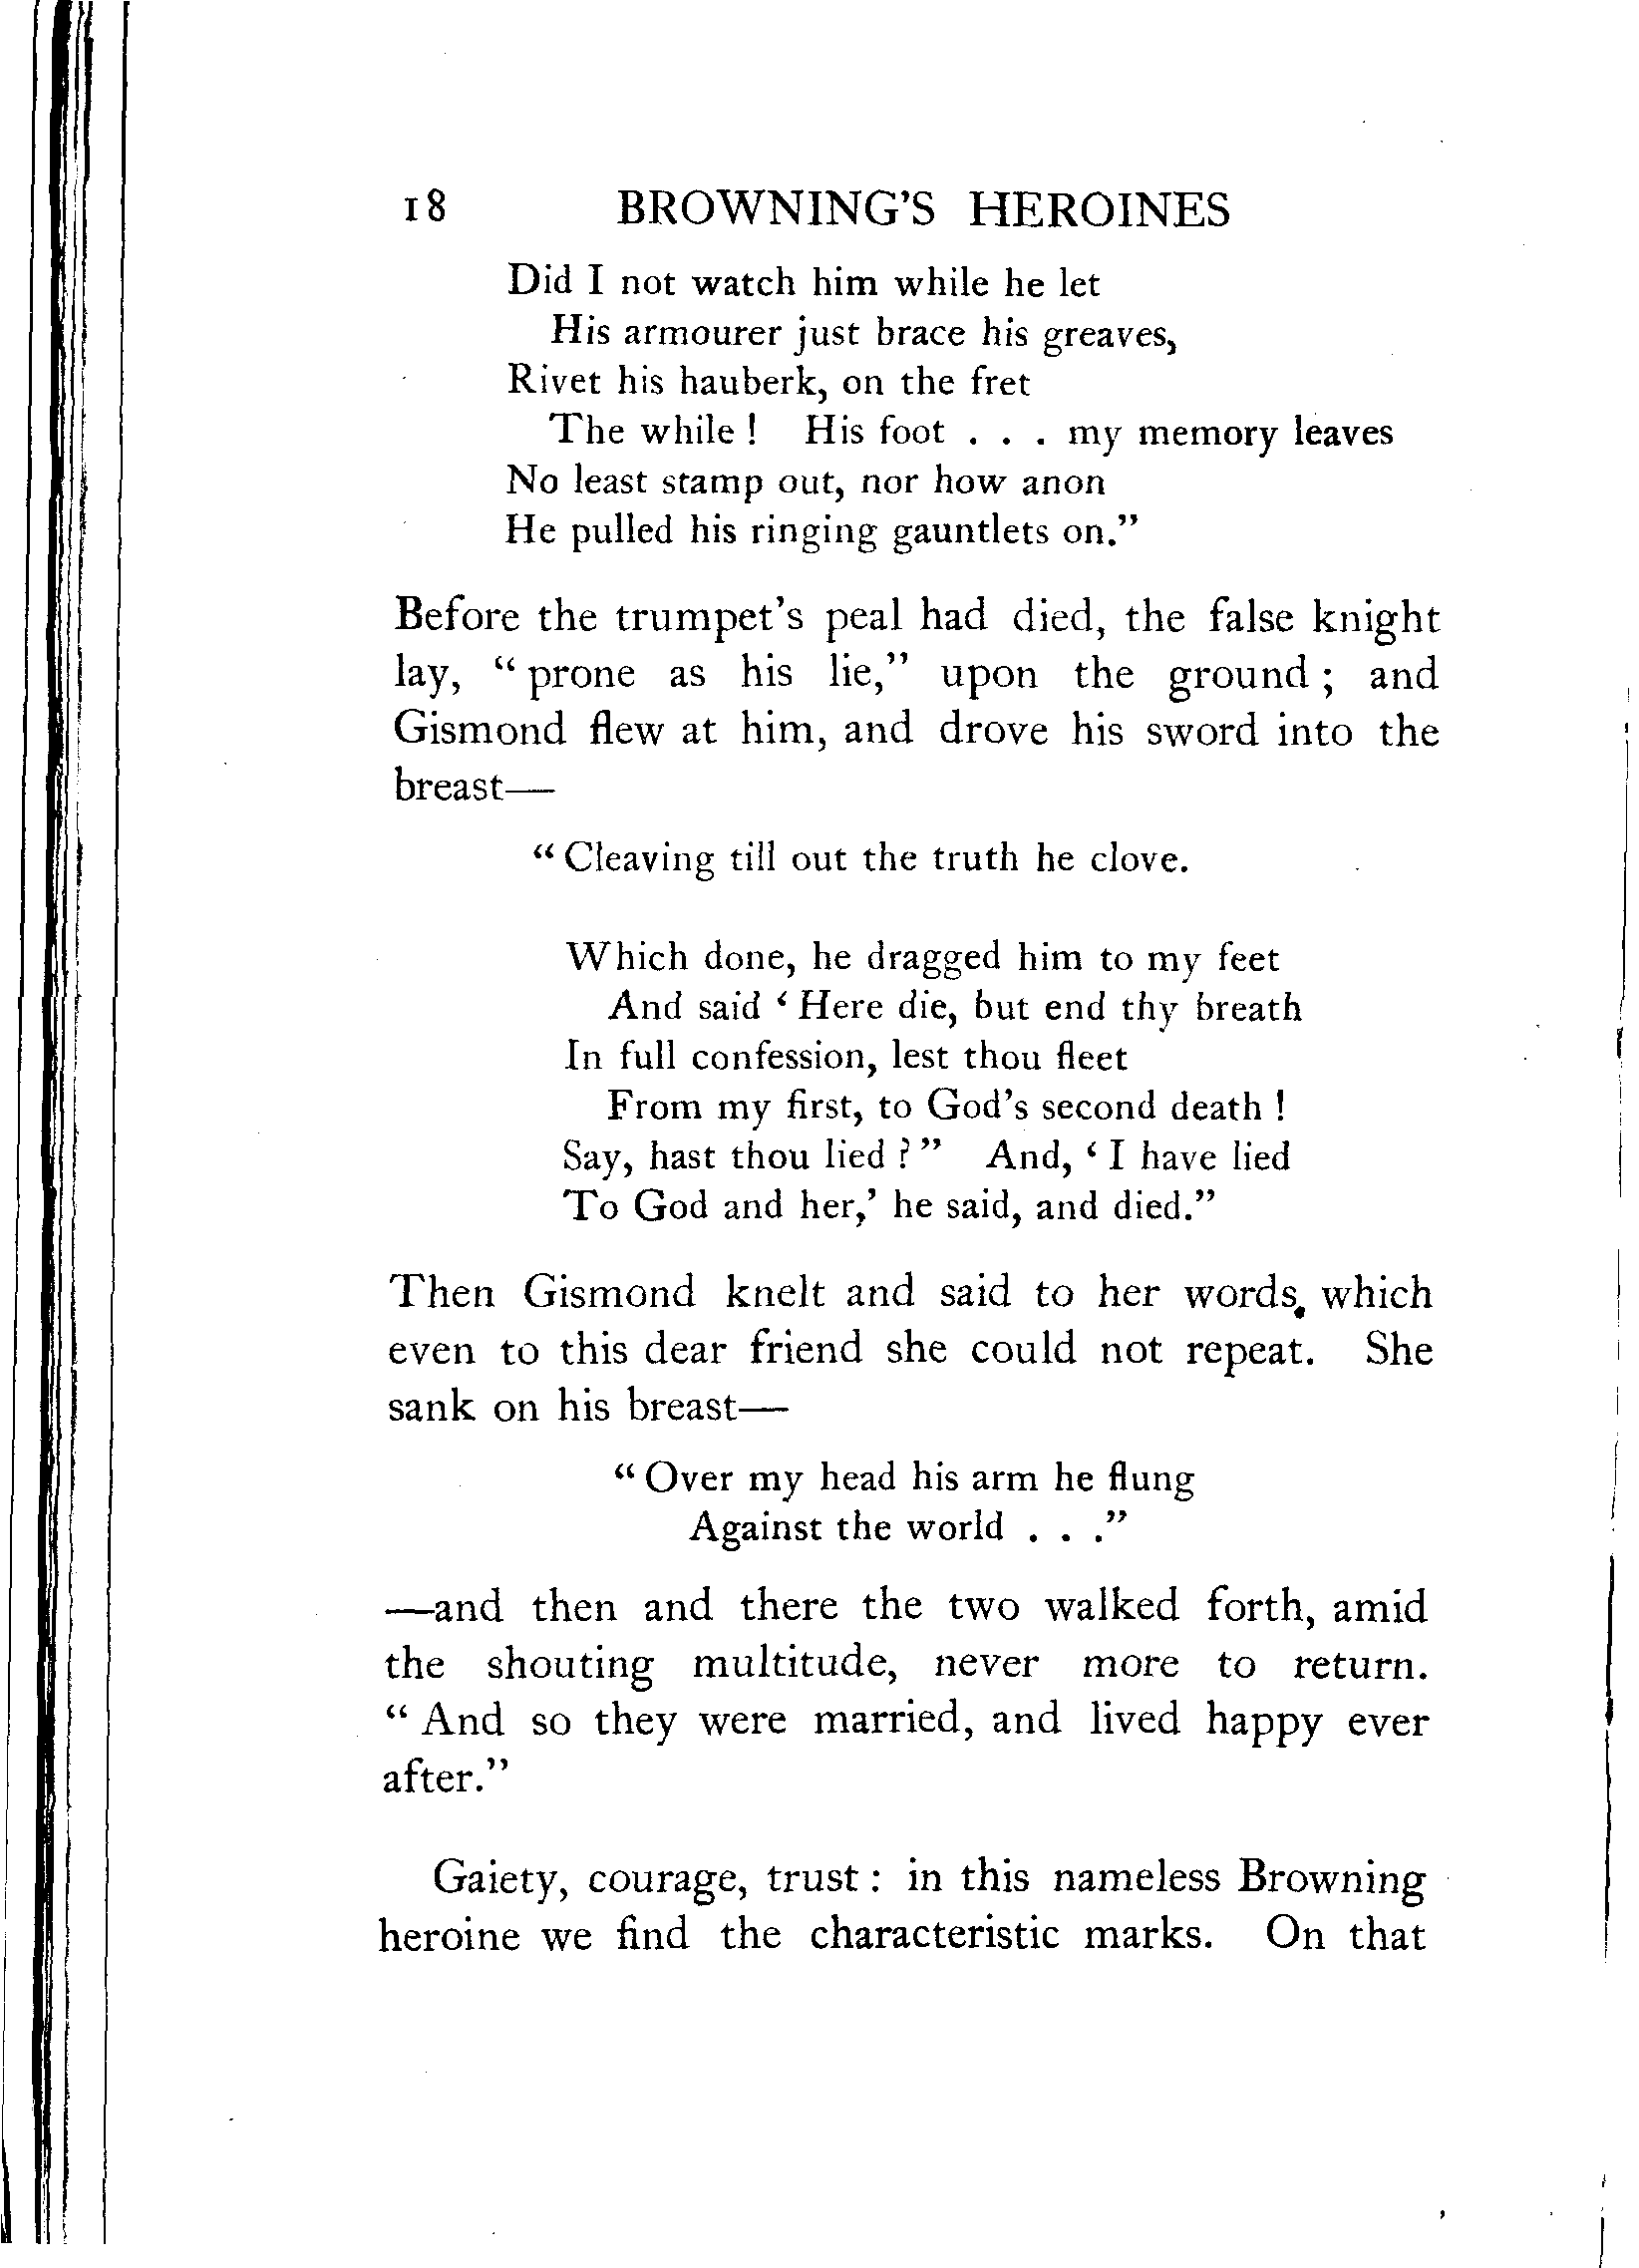 18 BROWNING'S HEROINES
Did I not watch him while he let
His armourer just brace his greaves,
Rivet his hauberk, on the fret
The while ! His foot . . . my memory leaves
No least stamp out, nor how anon
He pulled his ringing gauntlets on.”
Before the trumpet's peal had died, the false knight
lay, “ prone as his lie,” upon the ground ; and
Gismond flew at him, and drove his sword into the
breast—
“ Cleaving till out the truth he clove.
Which done, he dragged him to my feet
And said ‘ Here die, but end thy breath
In full confession, lest thou fleet
From my first, to God's second death !
Say, hast thou lied ? ” And, ‘ I have lied
To God and her,’ he said, and died.”
Then Gismond knelt and said to her words, which
even to this dear friend she could not repeat. She
sank on his breast—
“ Over my head his arm he flung
Against the world . . .”
—and then and there the two walked forth, amid
the shouting multitude, never more to return.
“ And so they were married, and lived happy ever
after.”
Gaiety, courage, trust : in this nameless Browning
heroine we find the characteristic marks. On that